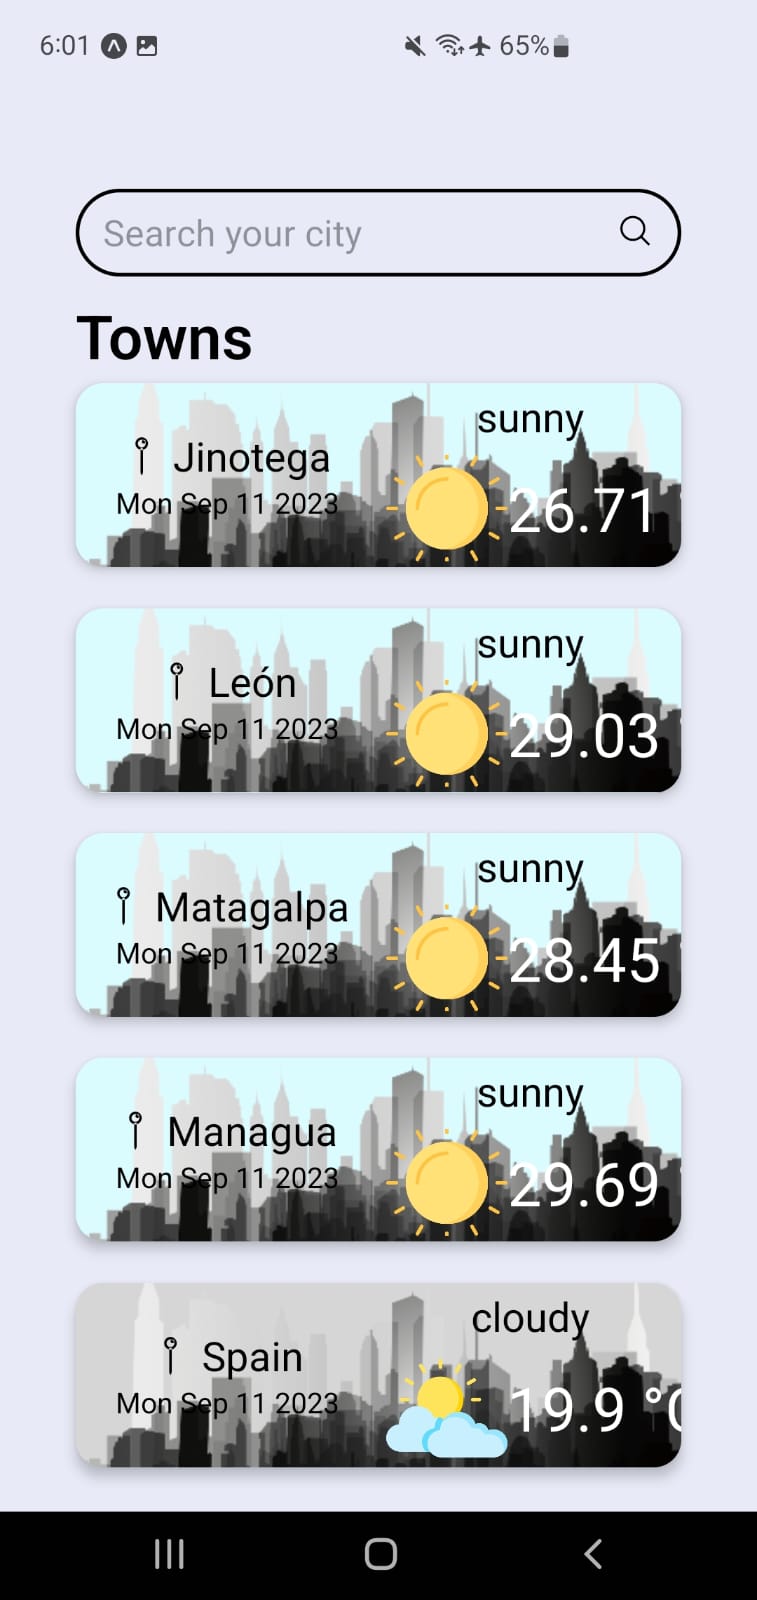 6:01 65%
Search your city
Towns
sunny
Jinotega
Mon Sep 11 2023
26.71
sunny
León
Mon Sep 11 2023
29.03
sunny
Matagalpa
Mon Sep 11 2023
28.45
sunny
Managua
Mon Sep 11 2023
29.69
cloudy
Spain
Mon Sep 11 2023
19.9 °C